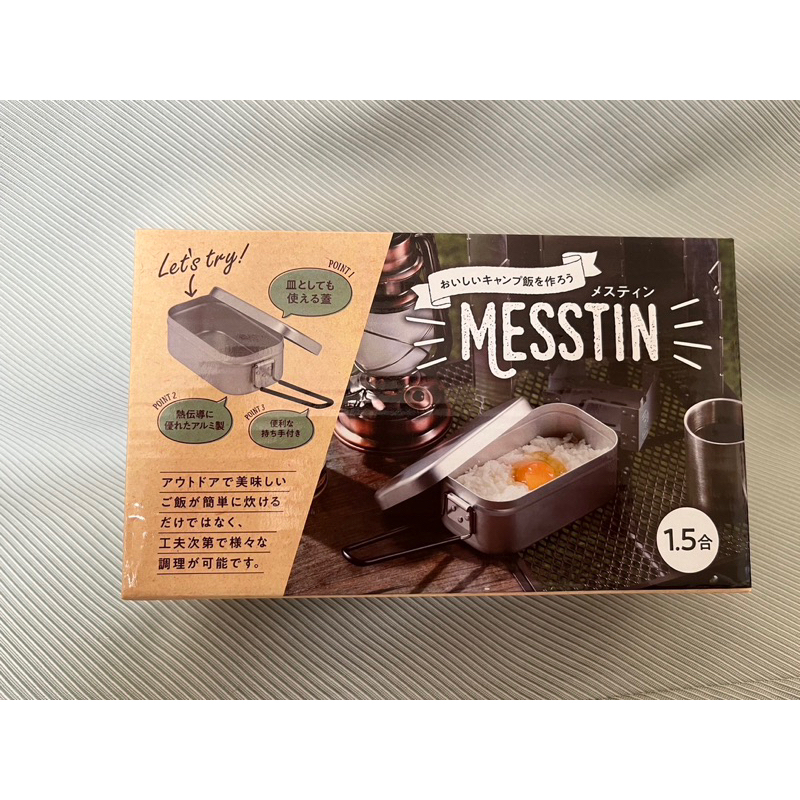 Let's try!
POINT 1
皿としても
使える蓋
POINT 2
熱伝導に
優れたアルミ製
POINT 3
便利な
持ち手付き
アウトドアで美味しい
ご飯が簡単に炊ける
だけではなく、
工夫次第で様々な
調理が可能です。
おいしいキャンプ飯を作ろう
メスティン
MESSTIN
1.5合